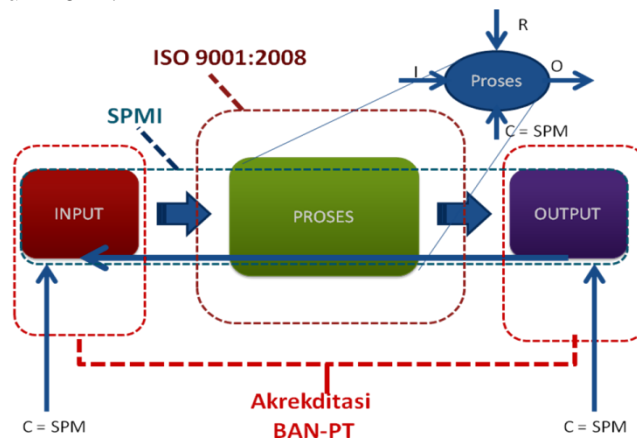 R
ISO 9001:2008
I
Proses
O
SPMI
C = SPM
INPUT
PROSES
OUTPUT
C = SPM
Akrekditasi
BAN-PT
C = SPM